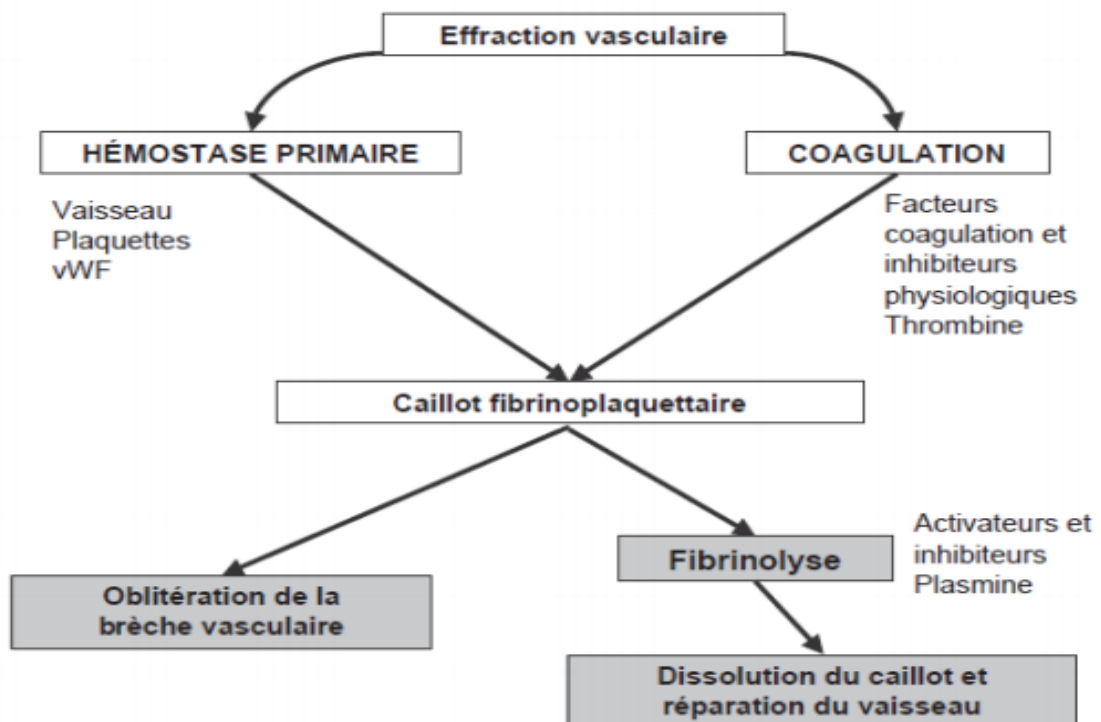 Effraction vasculaire
HÉMOSTASE PRIMAIRE
COAGULATION
Vaisseau
Plaquettes
vWF
Facteurs
coagulation et
inhibiteurs
physiologiques
Thrombine
Caillot fibrinoplaquettaire
Fibrinolyse
Activateurs et
inhibiteurs
Plasmine
Oblitération de la
brèche vasculaire
Dissolution du caillot et
réparation du vaisseau